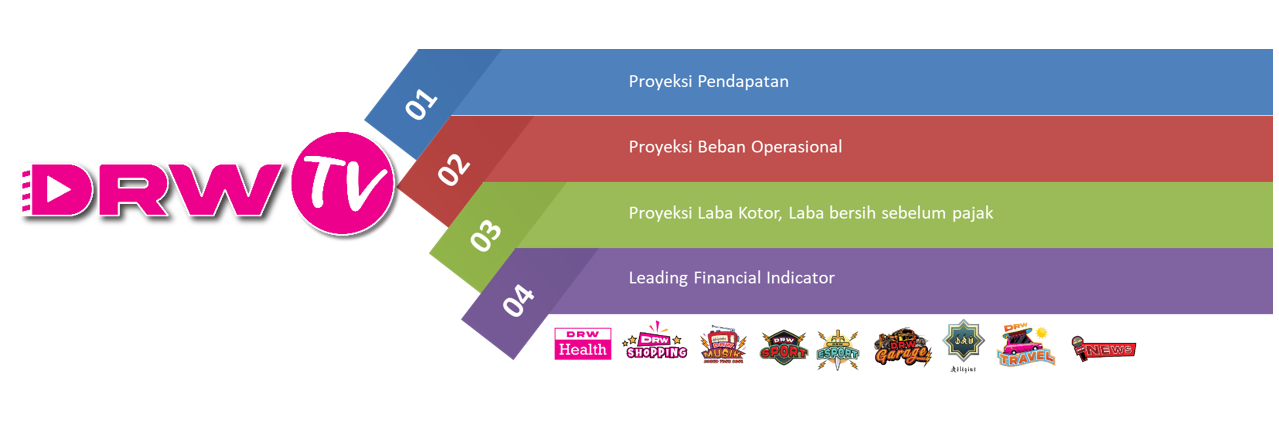 DRW TV
01
Proyeksi Pendapatan
02
Proyeksi Beban Operasional
03
Proyeksi Laba Kotor, Laba bersih sebelum pajak
04
Leading Financial Indicator
DRW
Health
DRW
SHOPPING
MUSIK
DRW
SPORT
ESPORT
DRW
Garage
Religius
DRW
TRAVEL
NEWS